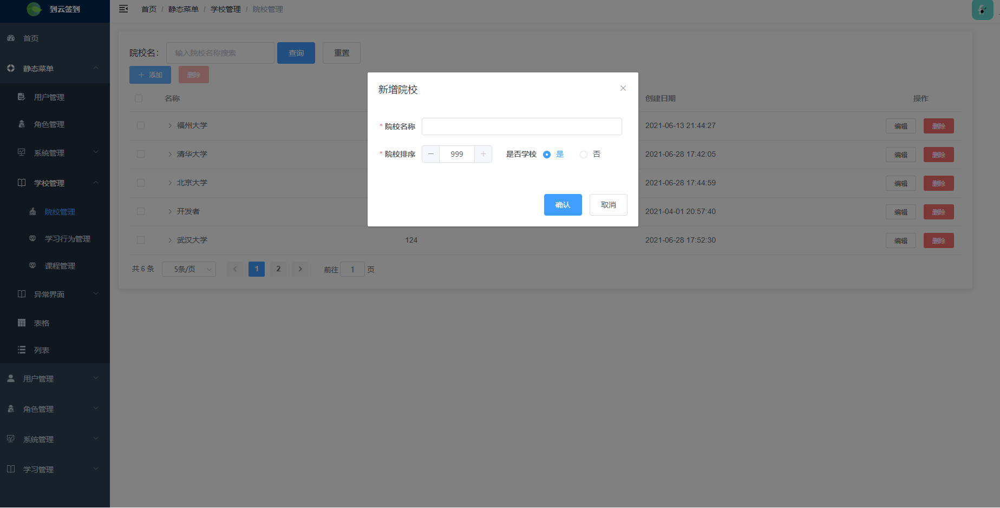 到云签到
首页 / 静态菜单 / 学校管理 / 院校管理
首页
静态菜单
用户管理
角色管理
系统管理
学校管理
院校管理
学习行为管理
课程管理
异常界面
表格
列表
用户管理
角色管理
系统管理
学习管理
院校名： 输入院校名称搜索 查询 重置
添加 删除
名称 创建日期 操作
福州大学 2021-06-13 21:44:27 编辑 删除
清华大学 2021-06-28 17:42:05 编辑 删除
北京大学 2021-06-28 17:44:59 编辑 删除
开发者 2021-04-01 20:57:40 编辑 删除
武汉大学 124 2021-06-28 17:52:30 编辑 删除
共 6 条 5条/页 1 2 前往 1 页
新增院校
* 院校名称
* 院校排序 999 是否学校 是 否
确认 取消